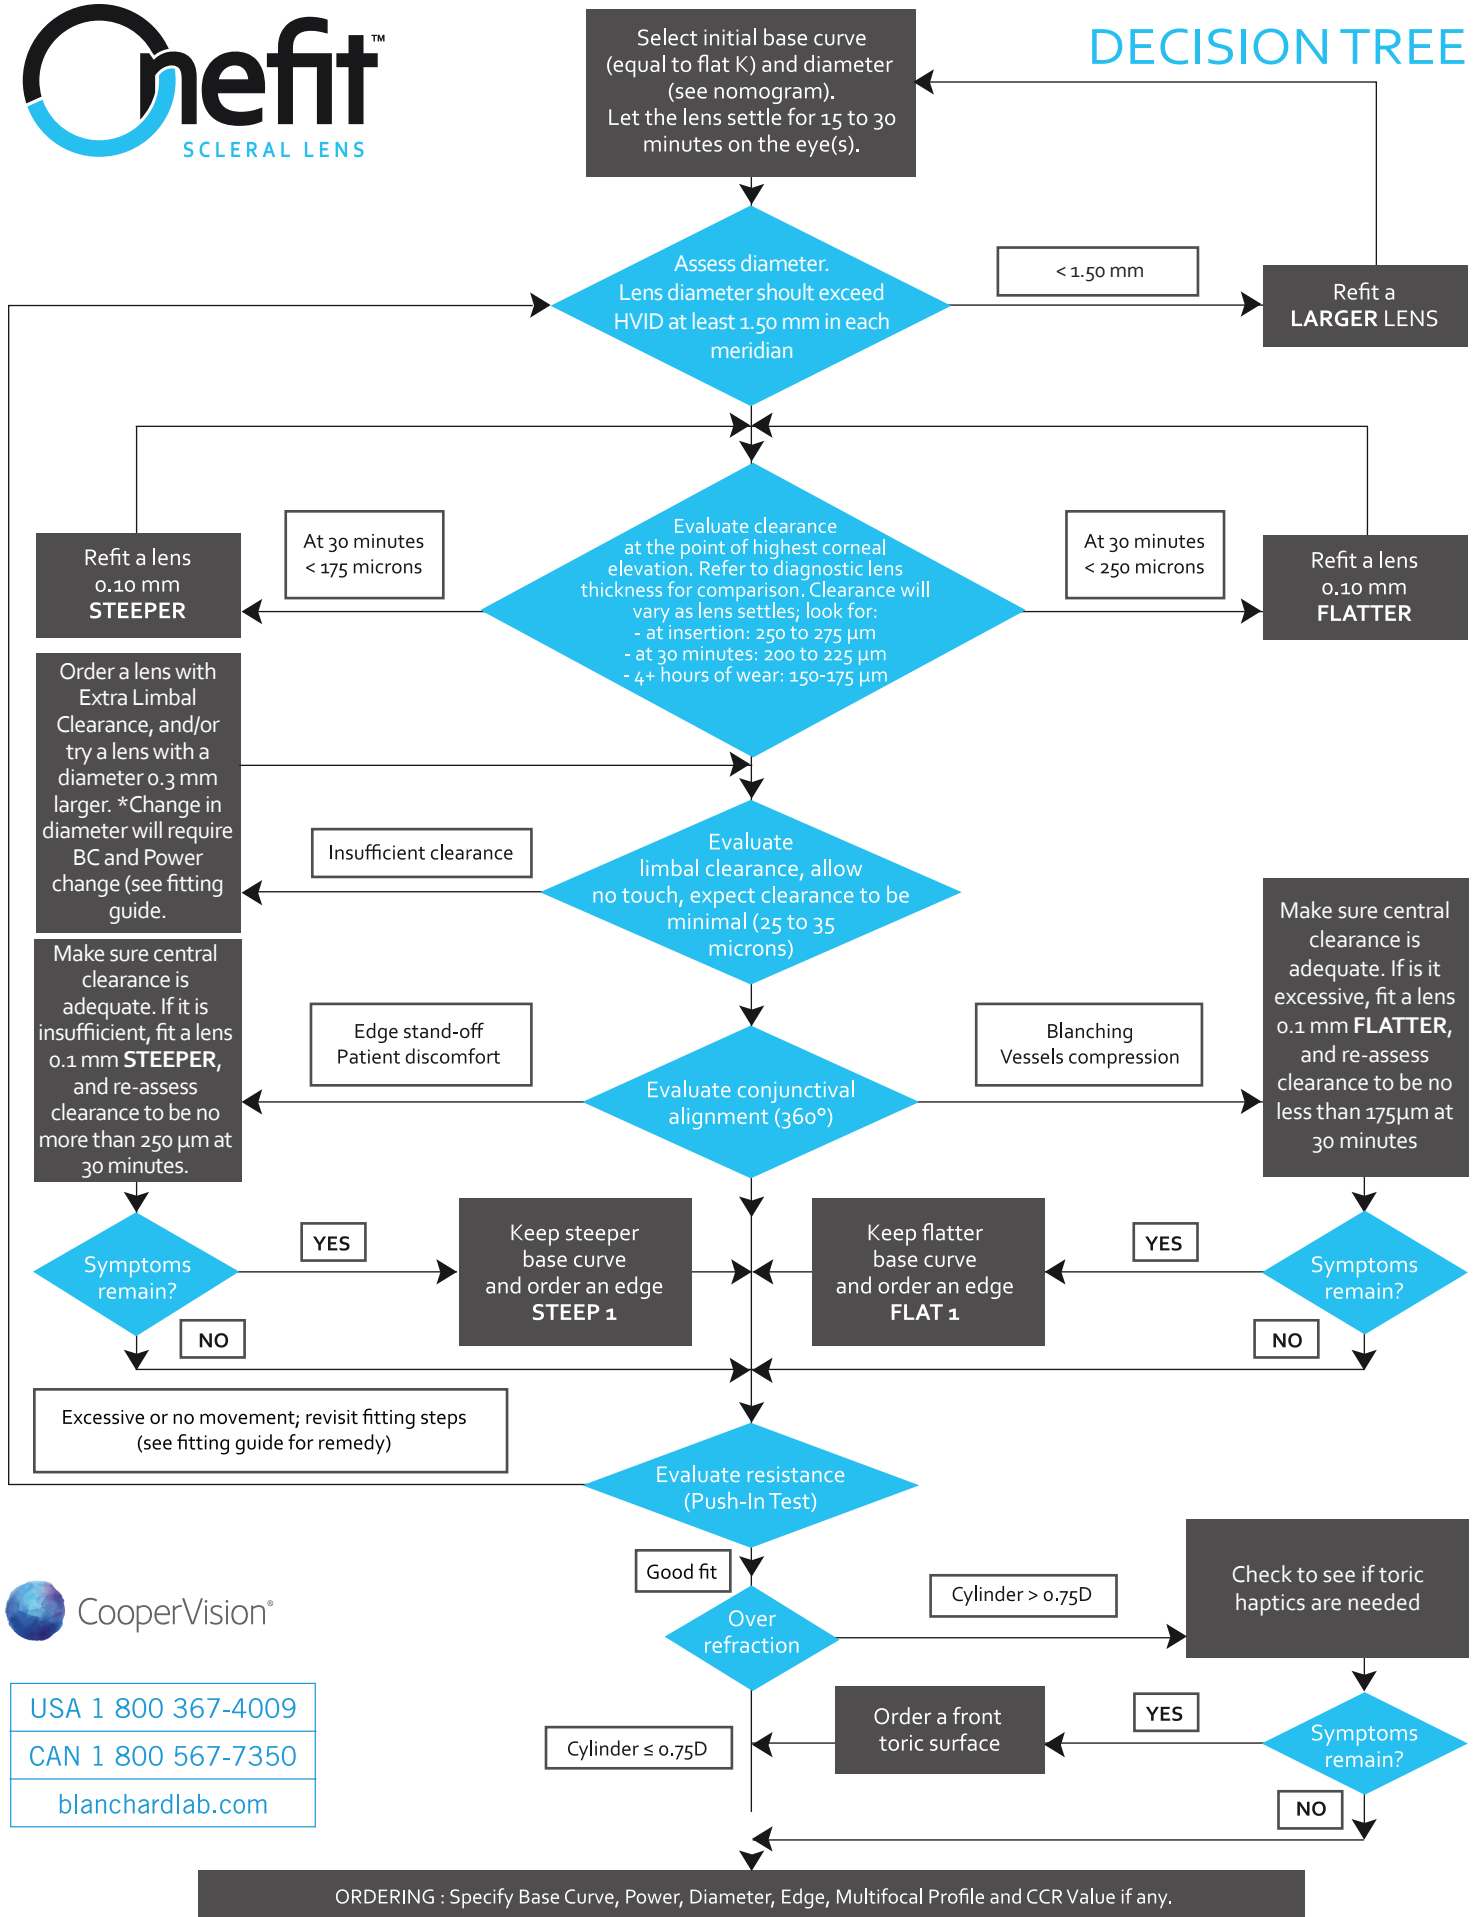 Onefit™
SCLERAL LENS
DECISION TREE
Select initial base curve
(equal to flat K) and diameter
(see nomogram).
Let the lens settle for 15 to 30
minutes on the eye(s).
Assess diameter.
Lens diameter shoult exceed
HVID at least 1.50 mm in each
meridian
< 1.50 mm
Refit a
LARGER LENS
Evaluate clearance
at the point of highest corneal
elevation. Refer to diagnostic lens
thickness for comparison. Clearance will
vary as lens settles; look for:
- at insertion: 250 to 275 µm
- at 30 minutes: 200 to 225 µm
- 4+ hours of wear: 150-175 µm
At 30 minutes
< 175 microns
Refit a lens
0.10 mm
STEEPER
At 30 minutes
< 250 microns
Refit a lens
0.10 mm
FLATTER
Order a lens with
Extra Limbal
Clearance, and/or
try a lens with a
diameter 0.3 mm
larger. *Change in
diameter will require
BC and Power
change (see fitting
guide.
Insufficient clearance
Evaluate
limbal clearance, allow
no touch, expect clearance to be
minimal (25 to 35
microns)
Make sure central
clearance is
adequate. If it is
insuffiicient, fit a lens
0.1 mm STEEPER,
and re-assess
clearance to be no
more than 250 µm at
30 minutes.
Edge stand-off
Patient discomfort
Evaluate conjunctival
alignment (360°)
Blanching
Vessels compression
Make sure central
clearance is
adequate. If is it
excessive, fit a lens
0.1 mm FLATTER,
and re-assess
clearance to be no
less than 175µm at
30 minutes
Symptoms
remain?
YES
Keep steeper
base curve
and order an edge
STEEP 1
NO
Keep flatter
base curve
and order an edge
FLAT 1
YES
Symptoms
remain?
NO
Excessive or no movement; revisit fitting steps
(see fitting guide for remedy)
Evaluate resistance
(Push-In Test)
Good fit
Over
refraction
Cylinder > 0.75D
Check to see if toric
haptics are needed
Cylinder ≤ 0.75D
Order a front
toric surface
YES
Symptoms
remain?
NO
CooperVision®
USA 1 800 367-4009
CAN 1 800 567-7350
blanchardlab.com
ORDERING : Specify Base Curve, Power, Diameter, Edge, Multifocal Profile and CCR Value if any.